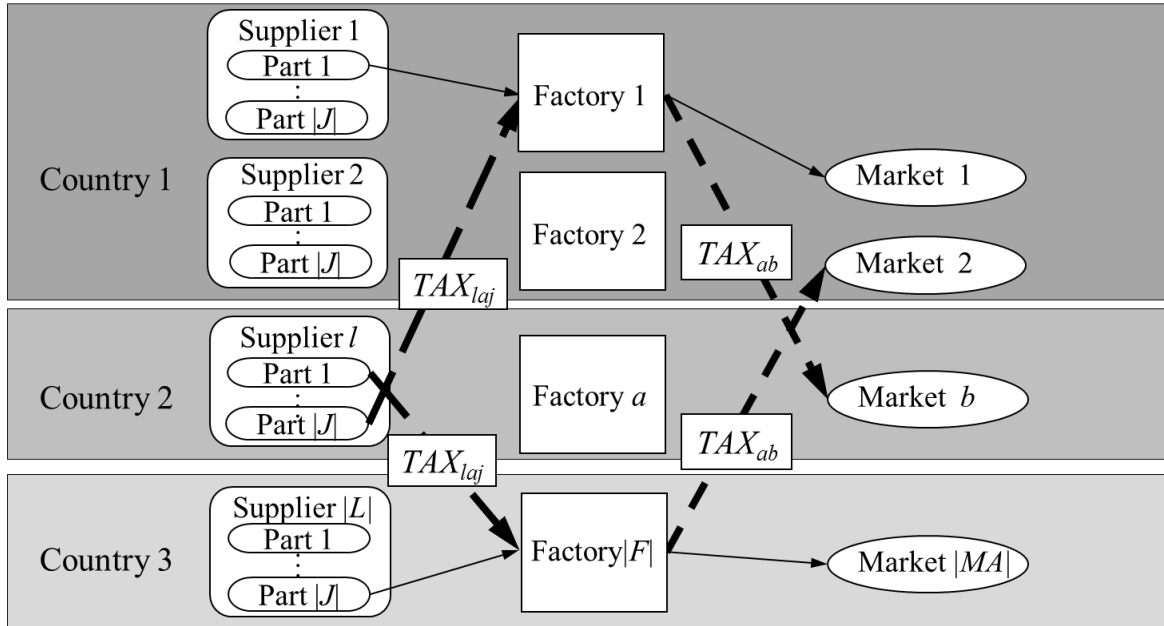 Country 1
Supplier 1
Part 1
⋮
Part |J|
Supplier 2
Part 1
⋮
Part |J|
Factory 1
Factory 2
Market 1
Market 2
TAX_laj
TAX_ab
Country 2
Supplier l
Part 1
⋮
Part |J|
Factory a
Market b
TAX_laj
TAX_ab
Country 3
Supplier |L|
Part 1
⋮
Part |J|
Factory|F|
Market |MA|